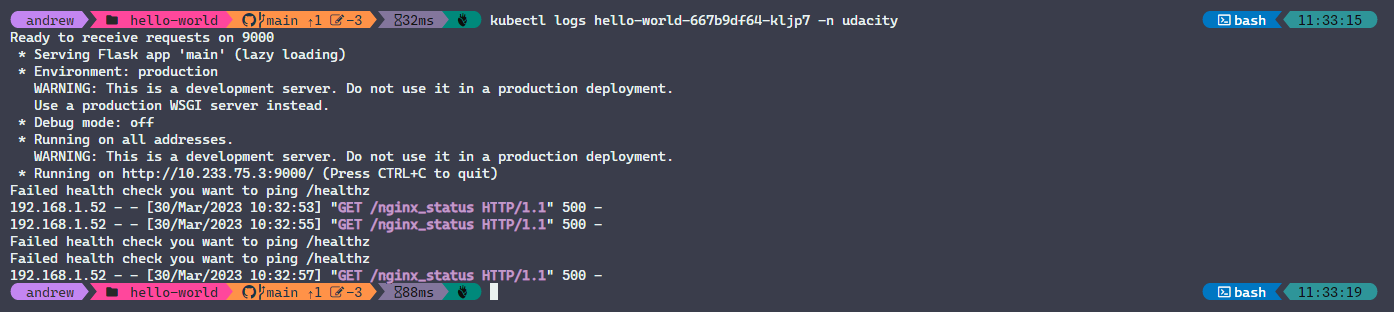 andrew hello-world main ↑1 -3 32ms kubectl logs hello-world-667b9df64-kljp7 -n udacity bash 11:33:15
Ready to receive requests on 9000
* Serving Flask app 'main' (lazy loading)
* Environment: production
WARNING: This is a development server. Do not use it in a production deployment.
Use a production WSGI server instead.
* Debug mode: off
* Running on all addresses.
WARNING: This is a development server. Do not use it in a production deployment.
* Running on http://10.233.75.3:9000/ (Press CTRL+C to quit)
Failed health check you want to ping /healthz
192.168.1.52 - - [30/Mar/2023 10:32:53] "GET /nginx_status HTTP/1.1" 500 -
192.168.1.52 - - [30/Mar/2023 10:32:55] "GET /nginx_status HTTP/1.1" 500 -
Failed health check you want to ping /healthz
Failed health check you want to ping /healthz
192.168.1.52 - - [30/Mar/2023 10:32:57] "GET /nginx_status HTTP/1.1" 500 -
andrew hello-world main ↑1 -3 88ms bash 11:33:19